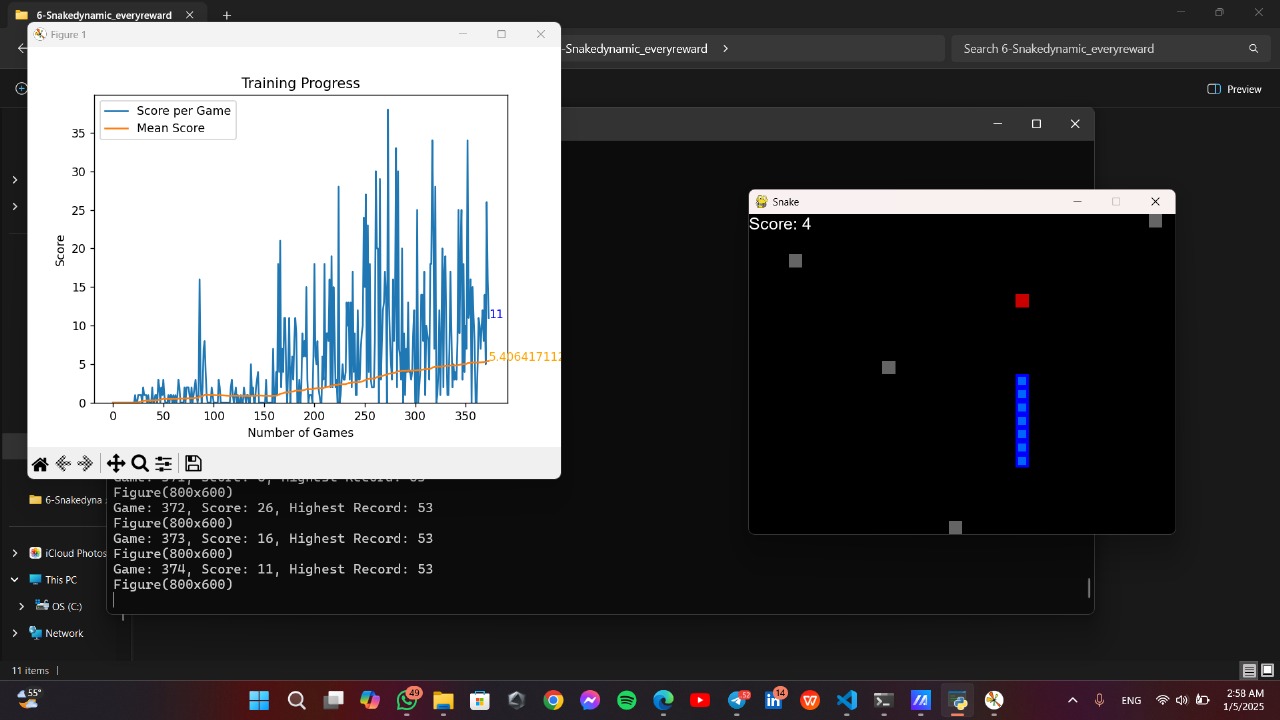 6-Snakedynamic_everyreward
Figure 1
-Snakedynamic_everyreward
Search 6-Snakedynamic_everyreward
Preview
Training Progress
Score per Game
Mean Score
35
30
25
20
15
10
5
0
Score
11
5.406417112
0 50 100 150 200 250 300 350
Number of Games
Snake
Score: 4
Figure(800x600)
Game: 372, Score: 26, Highest Record: 53
Figure(800x600)
Game: 373, Score: 16, Highest Record: 53
Figure(800x600)
Game: 374, Score: 11, Highest Record: 53
Figure(800x600)
6-Snakedyna
iCloud Photos
This PC
OS (C:)
Network
11 items
55°
49
52
14
ENG
2:58 AM
1/5/2025